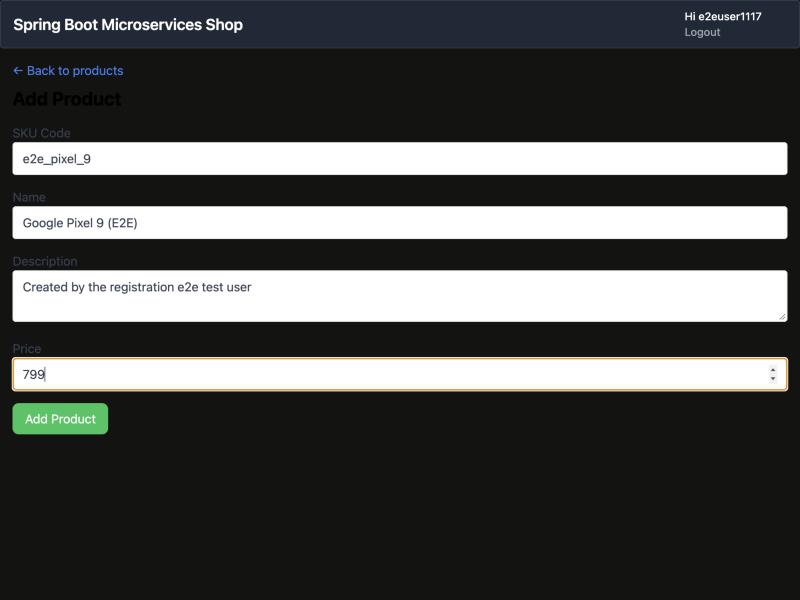 Spring Boot Microservices Shop
Hi e2euser1117
Logout
← Back to products
Add Product
SKU Code
e2e_pixel_9
Name
Google Pixel 9 (E2E)
Description
Created by the registration e2e test user
Price
799
Add Product